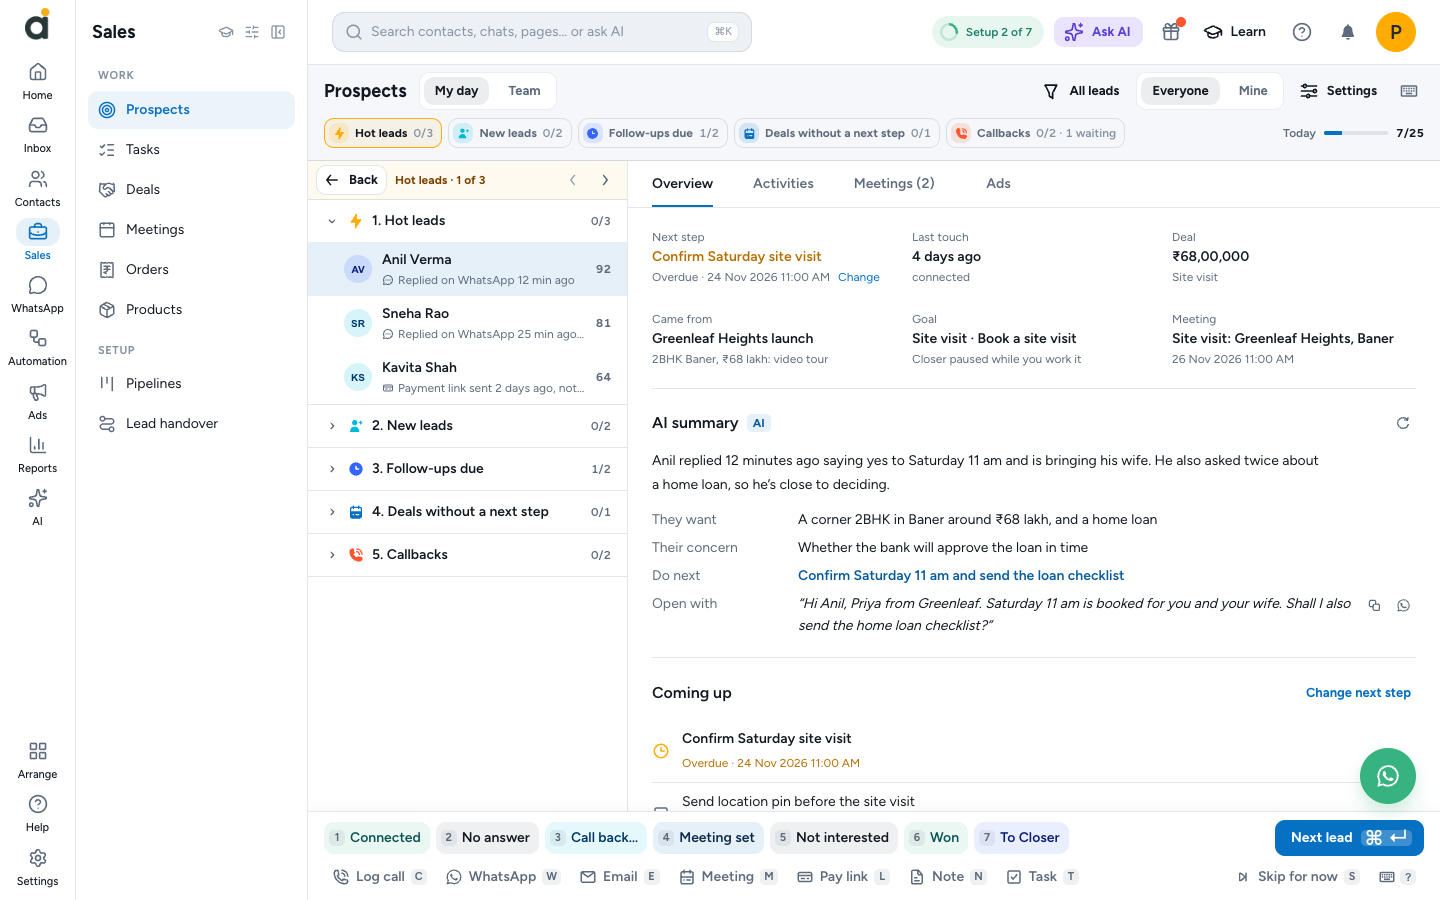 Sales
Search contacts, chats, pages... or ask AI
⌘K
Setup 2 of 7
Ask AI
Learn
P
Home
Inbox
Contacts
Sales
WhatsApp
Automation
Ads
Reports
AI
Arrange
Help
Settings
WORK
Prospects
Tasks
Deals
Meetings
Orders
Products
SETUP
Pipelines
Lead handover
Prospects
My day
Team
All leads
Everyone
Mine
Settings
Hot leads 0/3
New leads 0/2
Follow-ups due 1/2
Deals without a next step 0/1
Callbacks 0/2 · 1 waiting
Today
7/25
Back
Hot leads · 1 of 3
1. Hot leads
0/3
AV
Anil Verma
Replied on WhatsApp 12 min ago
92
SR
Sneha Rao
Replied on WhatsApp 25 min ago...
81
KS
Kavita Shah
Payment link sent 2 days ago, not...
64
2. New leads
0/2
3. Follow-ups due
1/2
4. Deals without a next step
0/1
5. Callbacks
0/2
Overview
Activities
Meetings (2)
Ads
Next step
Confirm Saturday site visit
Overdue · 24 Nov 2026 11:00 AM Change
Last touch
4 days ago
connected
Deal
₹68,00,000
Site visit
Came from
Greenleaf Heights launch
2BHK Baner, ₹68 lakh: video tour
Goal
Site visit · Book a site visit
Closer paused while you work it
Meeting
Site visit: Greenleaf Heights, Baner
26 Nov 2026 11:00 AM
AI summary AI
Anil replied 12 minutes ago saying yes to Saturday 11 am and is bringing his wife. He also asked twice about
a home loan, so he's close to deciding.
They want
A corner 2BHK in Baner around ₹68 lakh, and a home loan
Their concern
Whether the bank will approve the loan in time
Do next
Confirm Saturday 11 am and send the loan checklist
Open with
“Hi Anil, Priya from Greenleaf. Saturday 11 am is booked for you and your wife. Shall I also
send the home loan checklist?”
Coming up
Change next step
Confirm Saturday site visit
Overdue · 24 Nov 2026 11:00 AM
Send location pin before the site visit
1 Connected
2 No answer
3 Call back...
4 Meeting set
5 Not interested
6 Won
7 To Closer
Next lead ⌘ ↵
Log call C
WhatsApp W
Email E
Meeting M
Pay link L
Note N
Task T
Skip for now S
?